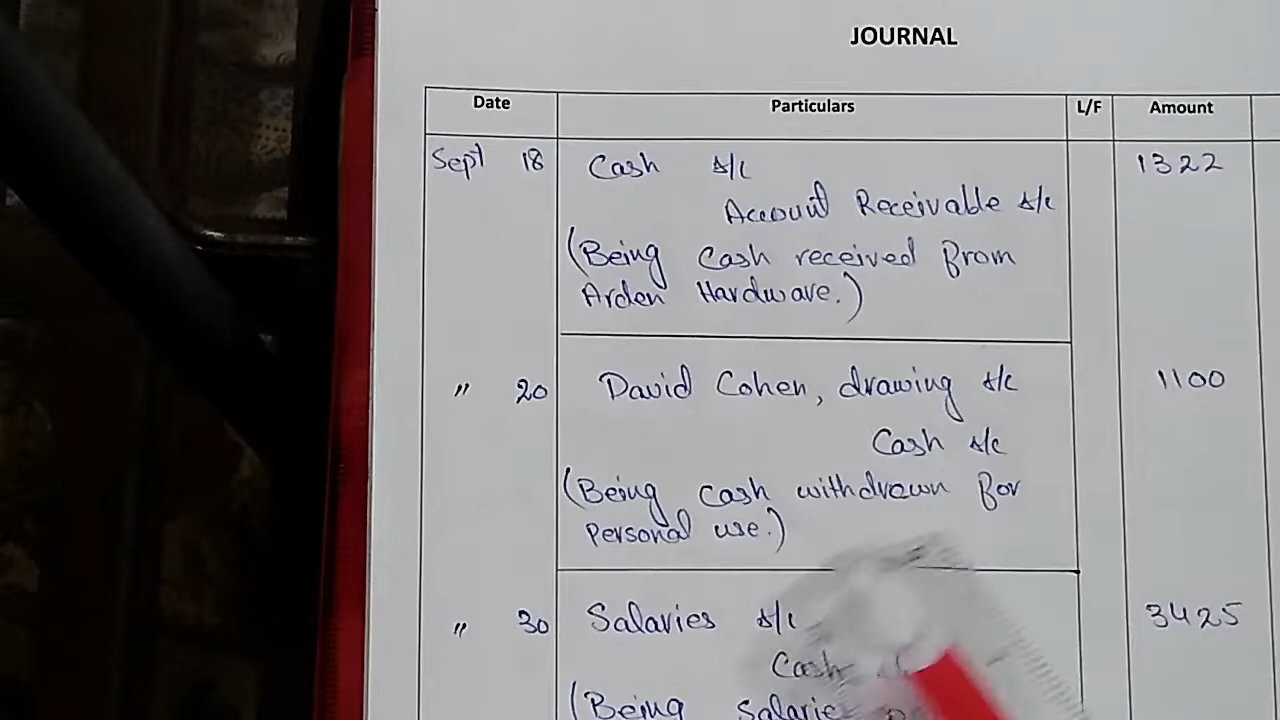 JOURNAL
Date Particulars L/F Amount
Sept 18 Cash A/c 1322
Account Receivable A/c
(Being Cash received from
Arden Hardware.)
" 20 David Cohen, drawing A/c 1100
Cash A/c
(Being Cash withdrawn for
Personal use.)
" 30 Salaries A/c 3425
Cash
(Being Salarie